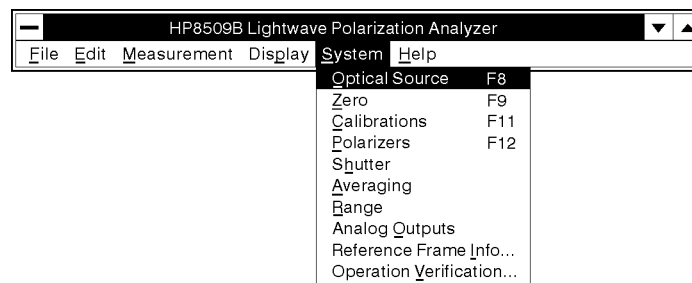 HP8509B Lightwave Polarization Analyzer
File Edit Measurement Display System Help
Optical Source F8
Zero F9
Calibrations F11
Polarizers F12
Shutter
Averaging
Range
Analog Outputs
Reference Frame Info...
Operation Verification...